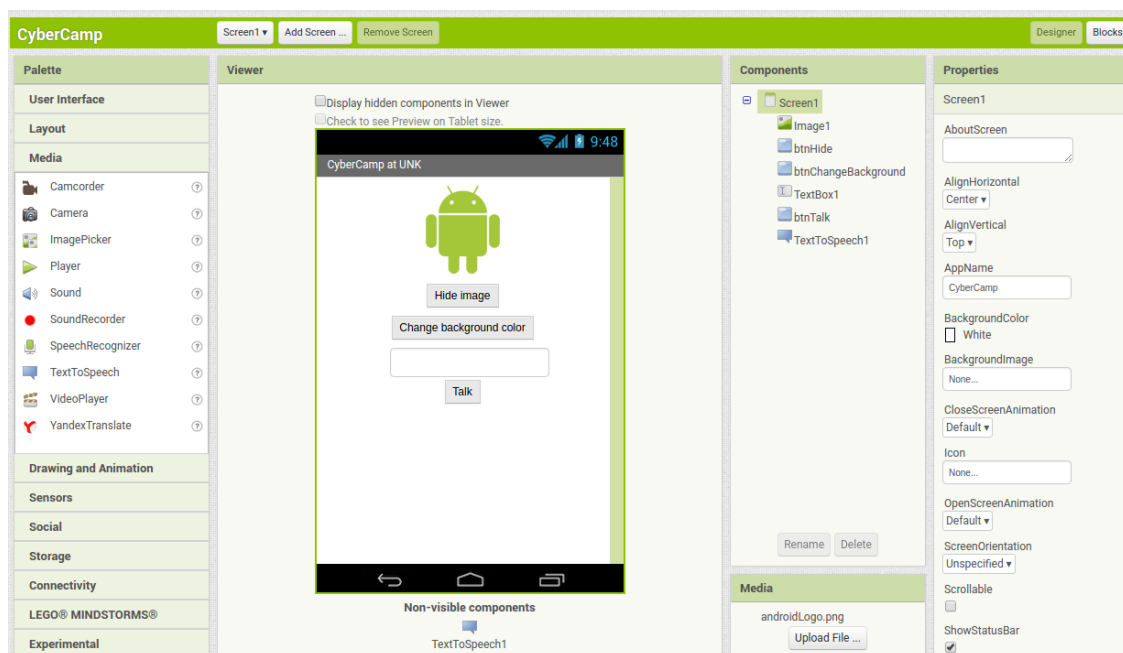 CyberCamp
Screen1 ▾
Add Screen ...
Remove Screen
Designer
Blocks
Palette
User Interface
Layout
Media
Camcorder
Camera
ImagePicker
Player
Sound
SoundRecorder
SpeechRecognizer
TextToSpeech
VideoPlayer
YandexTranslate
Drawing and Animation
Sensors
Social
Storage
Connectivity
LEGO® MINDSTORMS®
Experimental
Viewer
Display hidden components in Viewer
Check to see Preview on Tablet size.
9:48
CyberCamp at UNK
Hide image
Change background color
Talk
Non-visible components
TextToSpeech1
Components
Screen1
Image1
btnHide
btnChangeBackground
TextBox1
btnTalk
TextToSpeech1
Rename
Delete
Media
androidLogo.png
Upload File ...
Properties
Screen1
AboutScreen
AlignHorizontal
Center ▾
AlignVertical
Top ▾
AppName
CyberCamp
BackgroundColor
White
BackgroundImage
None...
CloseScreenAnimation
Default ▾
Icon
None...
OpenScreenAnimation
Default ▾
ScreenOrientation
Unspecified ▾
Scrollable
ShowStatusBar